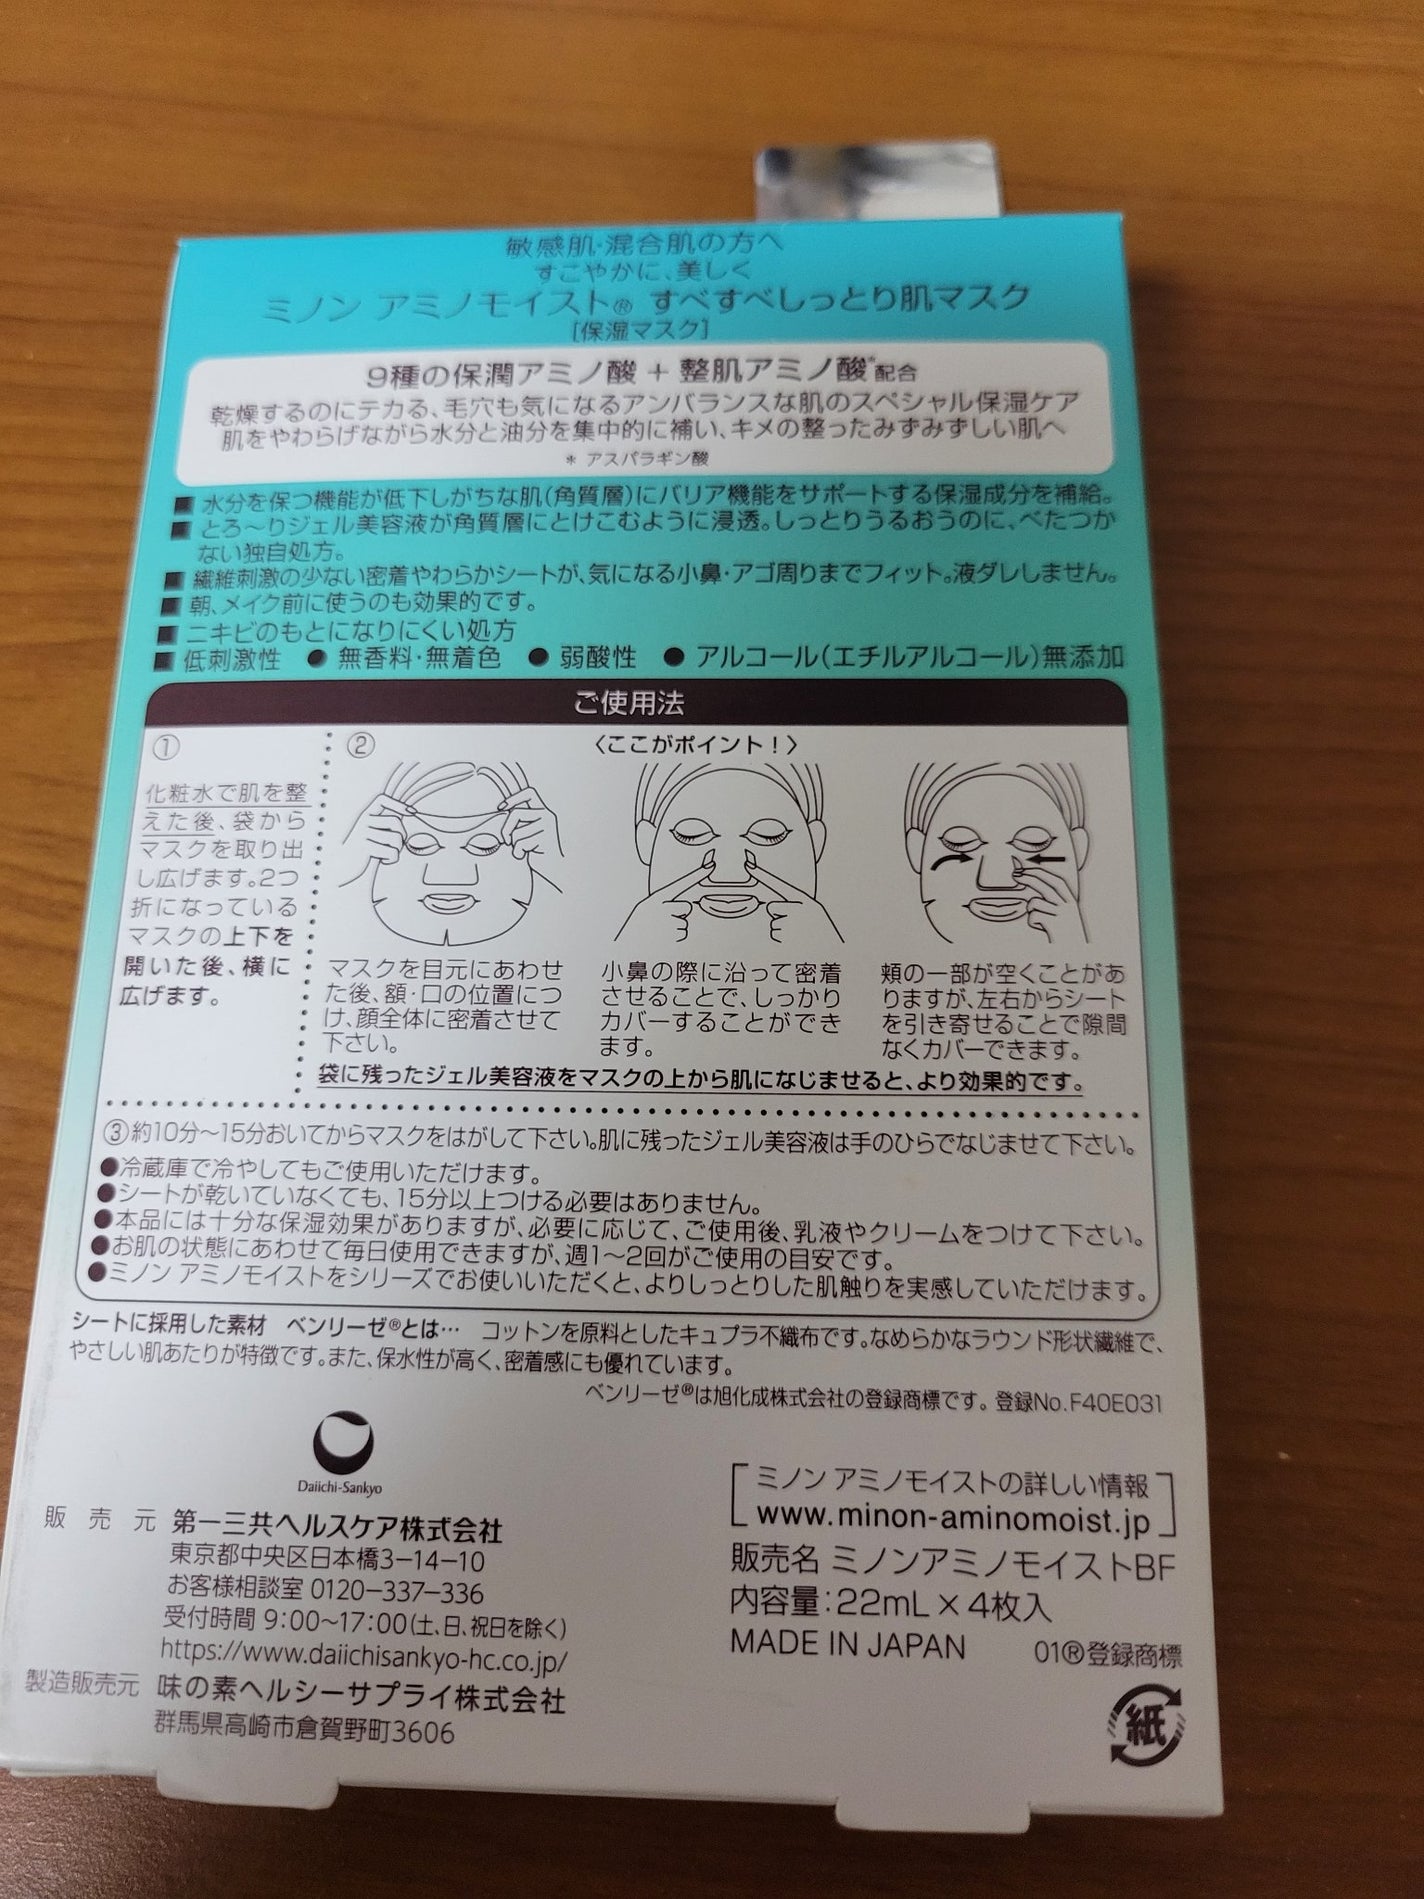 敏感肌・混合肌の方へ
すこやかに、美しく
ミノン アミノモイスト® すべすべしっとり肌マスク
[保湿マスク]
9種の保潤アミノ酸 + 整肌アミノ酸*配合
乾燥するのにテカる、毛穴も気になるアンバランスな肌のスペシャル保湿ケア
肌をやわらげながら水分と油分を集中的に補い、キメの整ったみずみずしい肌へ
* アスパラギン酸
■ 水分を保つ機能が低下しがちな肌(角質層)にバリア機能をサポートする保湿成分を補給。
■ とろ〜りジェル美容液が角質層にとけこむように浸透。しっとりうるおうのに、べたつか
ない独自処方。
■ 繊維刺激の少ない密着やわらかシートが、気になる小鼻・アゴ周りまでフィット。液ダレしません。
■ 朝、メイク前に使うのも効果的です。
■ ニキビのもとになりにくい処方
■ 低刺激性 ● 無香料・無着色 ● 弱酸性 ● アルコール(エチルアルコール)無添加
ご使用法
①
化粧水で肌を整
えた後、袋から
マスクを取り出
し広げます。2つ
折になっている
マスクの上下を
開いた後、横に
広げます。
② 〈ここがポイント!〉
マスクを目元にあわせ
た後、額・口の位置につ
け、顔全体に密着させて
下さい。
小鼻の際に沿って密着
させることで、しっかり
カバーすることができ
ます。
頬の一部が空くことがあ
りますが、左右からシート
を引き寄せることで隙間
なくカバーできます。
袋に残ったジェル美容液をマスクの上から肌になじませると、より効果的です。
③約10分〜15分おいてからマスクをはがして下さい。肌に残ったジェル美容液は手のひらでなじませて下さい。
●冷蔵庫で冷やしてもご使用いただけます。
●シートが乾いていなくても、15分以上つける必要はありません。
●本品には十分な保湿効果がありますが、必要に応じて、ご使用後、乳液やクリームをつけて下さい。
●お肌の状態にあわせて毎日使用できますが、週1〜2回がご使用の目安です。
●ミノン アミノモイストをシリーズでお使いいただくと、よりしっとりした肌触りを実感していただけます。
シートに採用した素材 ベンリーゼ®とは… コットンを原料としたキュプラ不織布です。なめらかなラウンド形状繊維で、
やさしい肌あたりが特徴です。また、保水性が高く、密着感にも優れています。
ベンリーゼ®は旭化成株式会社の登録商標です。登録No.F40E031
Daiichi-Sankyo
販売元 第一三共ヘルスケア株式会社
東京都中央区日本橋3−14−10
お客様相談室 0120−337−336
受付時間 9:00〜17:00(土、日、祝日を除く)
https://www.daiichisankyo-hc.co.jp/
製造販売元 味の素ヘルシーサプライ株式会社
群馬県高崎市倉賀野町3606
ミノン アミノモイストの詳しい情報
www.minon-aminomoist.jp
販売名 ミノンアミノモイストBF
内容量:22mL×4枚入
MADE IN JAPAN 01®登録商標
紙